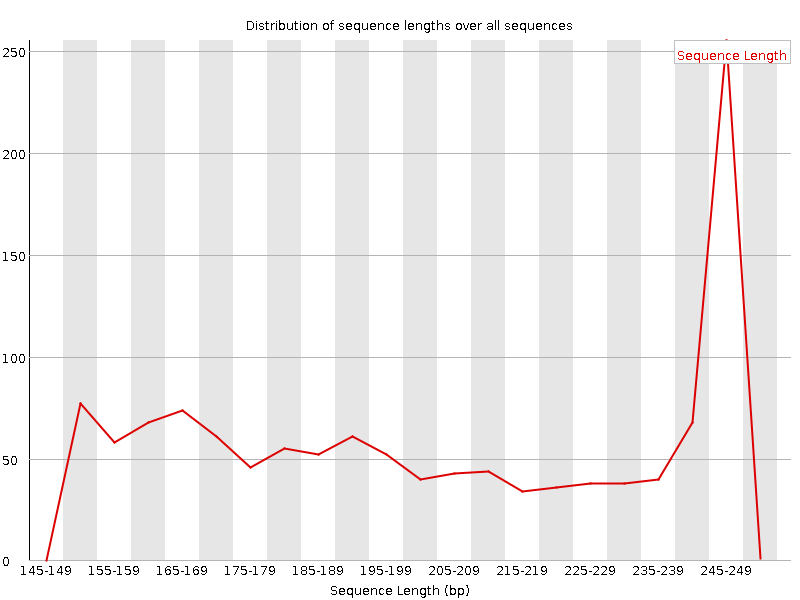 Distribution of sequence lengths over all sequences
Sequence Length
250
200
150
100
50
0
145-149 155-159 165-169 175-179 185-189 195-199 205-209 215-219 225-229 235-239 245-249
Sequence Length (bp)